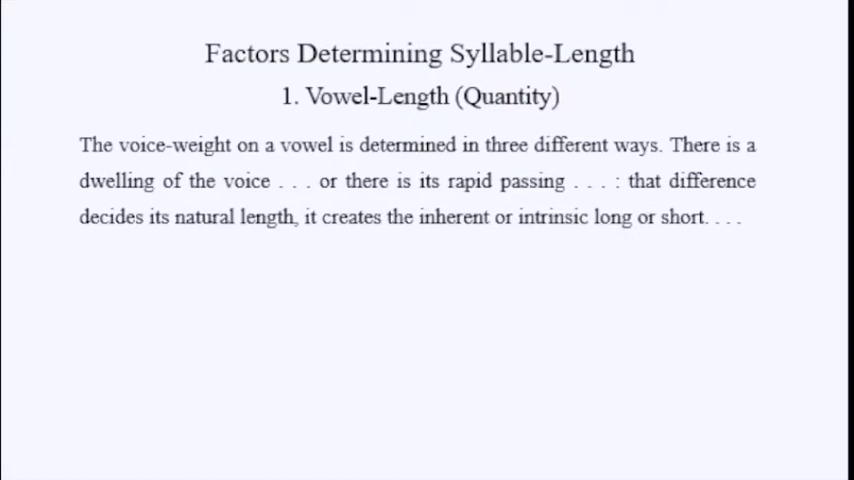 Factors Determining Syllable-Length
1. Vowel-Length (Quantity)
The voice-weight on a vowel is determined in three different ways. There is a
dwelling of the voice . . . or there is its rapid passing . . . : that difference
decides its natural length, it creates the inherent or intrinsic long or short. . . .